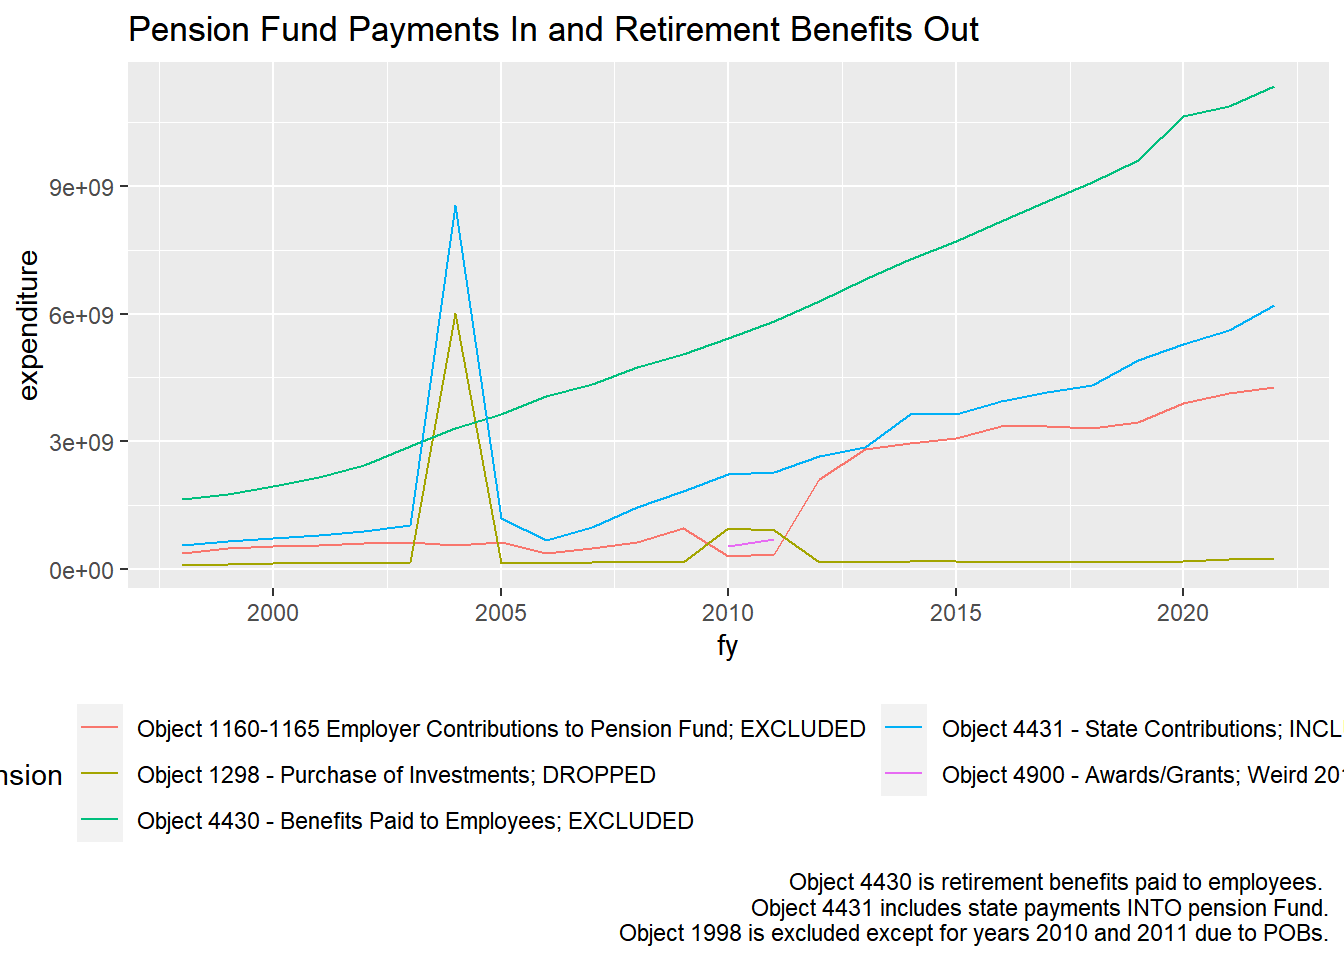 Pension Fund Payments In and Retirement Benefits Out
expenditure
9e+09
6e+09
3e+09
0e+00
2000 2005 2010 2015 2020
fy
nsion
Object 1160-1165 Employer Contributions to Pension Fund; EXCLUDED
Object 1298 - Purchase of Investments; DROPPED
Object 4430 - Benefits Paid to Employees; EXCLUDED
Object 4431 - State Contributions; INCL
Object 4900 - Awards/Grants; Weird 201
Object 4430 is retirement benefits paid to employees.
Object 4431 includes state payments INTO pension Fund.
Object 1998 is excluded except for years 2010 and 2011 due to POBs.